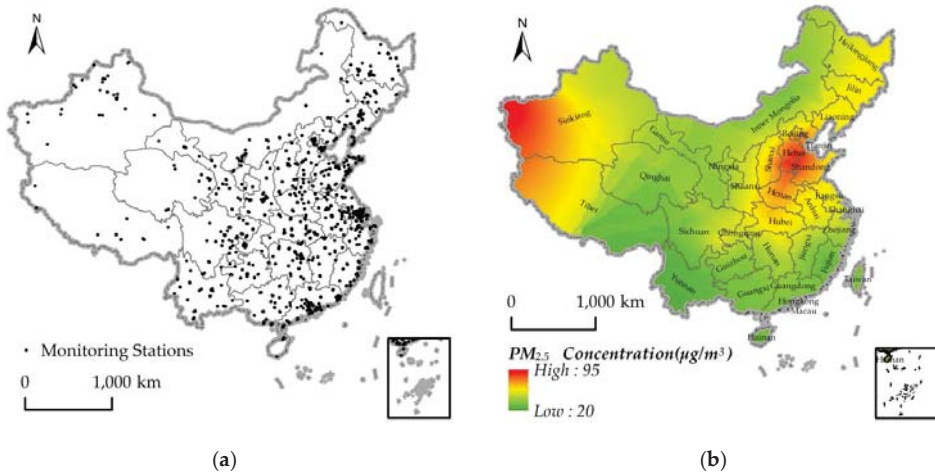 N
Monitoring Stations
0 1,000 km
(a)
N
Heilongjiang
Jilin
Liaoning
Inner Mongolia
Beijing
Tianjin
Hebei
Shanxi
Shandong
Sinkiang
Gansu
Ningxia
Qinghai
Shaanxi
Henan
Jiangsu
Anhui
Shanghai
Tibet
Sichuan
Chongqing
Hubei
Zhejiang
Guizhou
Hunan
Jiangxi
Fujian
Yunnan
Guangxi
Guangdong
Taiwan
Hongkong
Macau
Hainan
0 1,000 km
PM2.5 Concentration(μg/m³)
High : 95
Low : 20
(b)